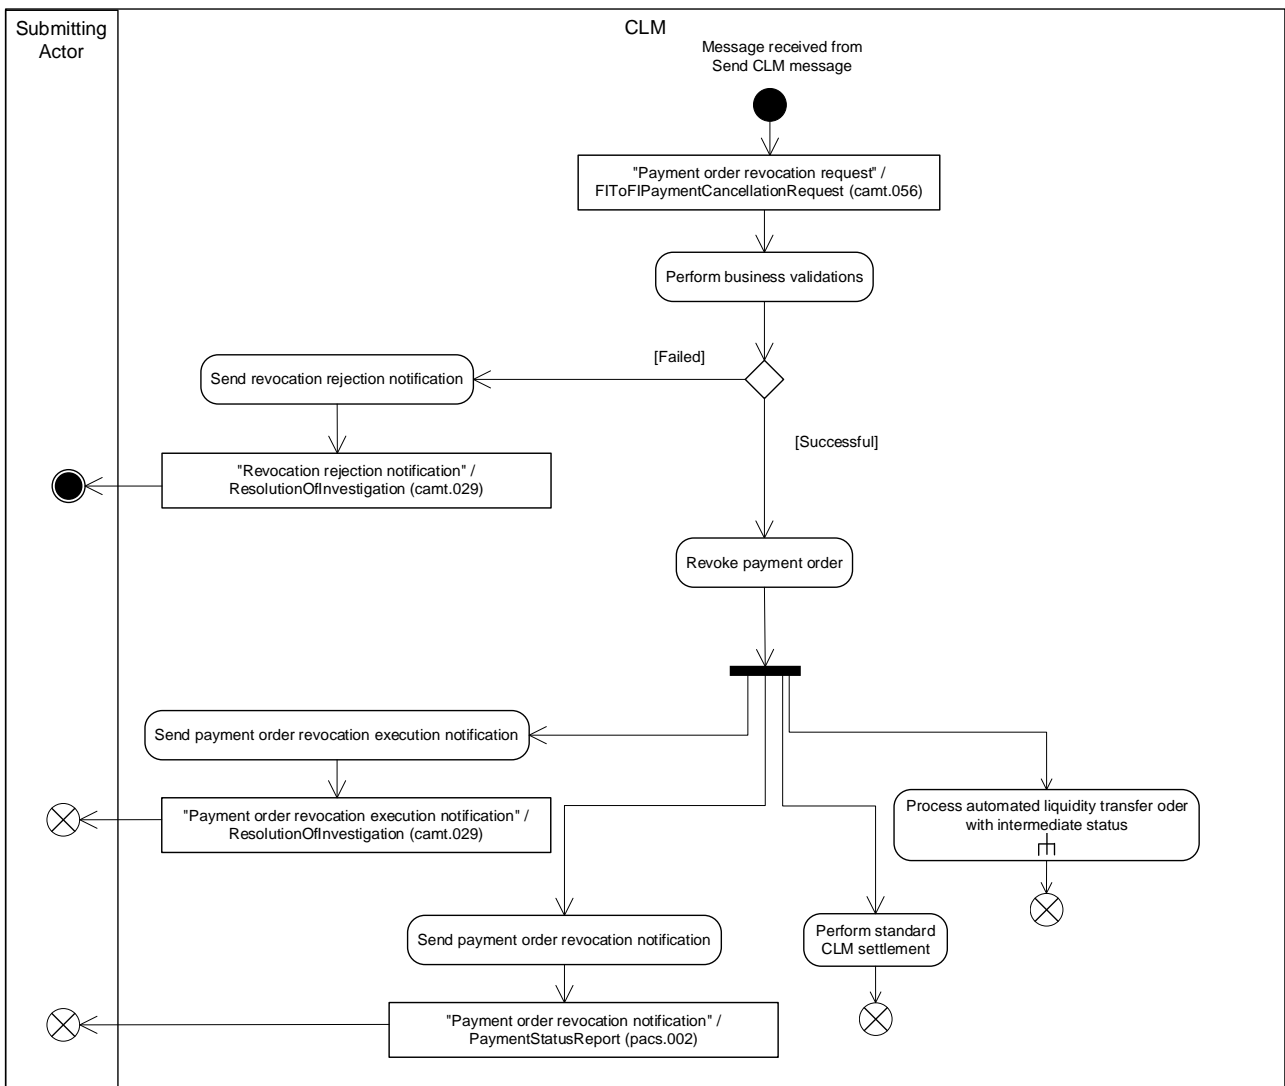 Submitting
Actor
CLM
Message received from
Send CLM message
"Payment order revocation request" /
FIToFIPaymentCancellationRequest (camt.056)
Perform business validations
[Failed]
Send revocation rejection notification
[Successful]
"Revocation rejection notification" /
ResolutionOfInvestigation (camt.029)
Revoke payment order
Send payment order revocation execution notification
"Payment order revocation execution notification" /
ResolutionOfInvestigation (camt.029)
Process automated liquidity transfer oder
with intermediate status
Send payment order revocation notification
Perform standard
CLM settlement
"Payment order revocation notification" /
PaymentStatusReport (pacs.002)